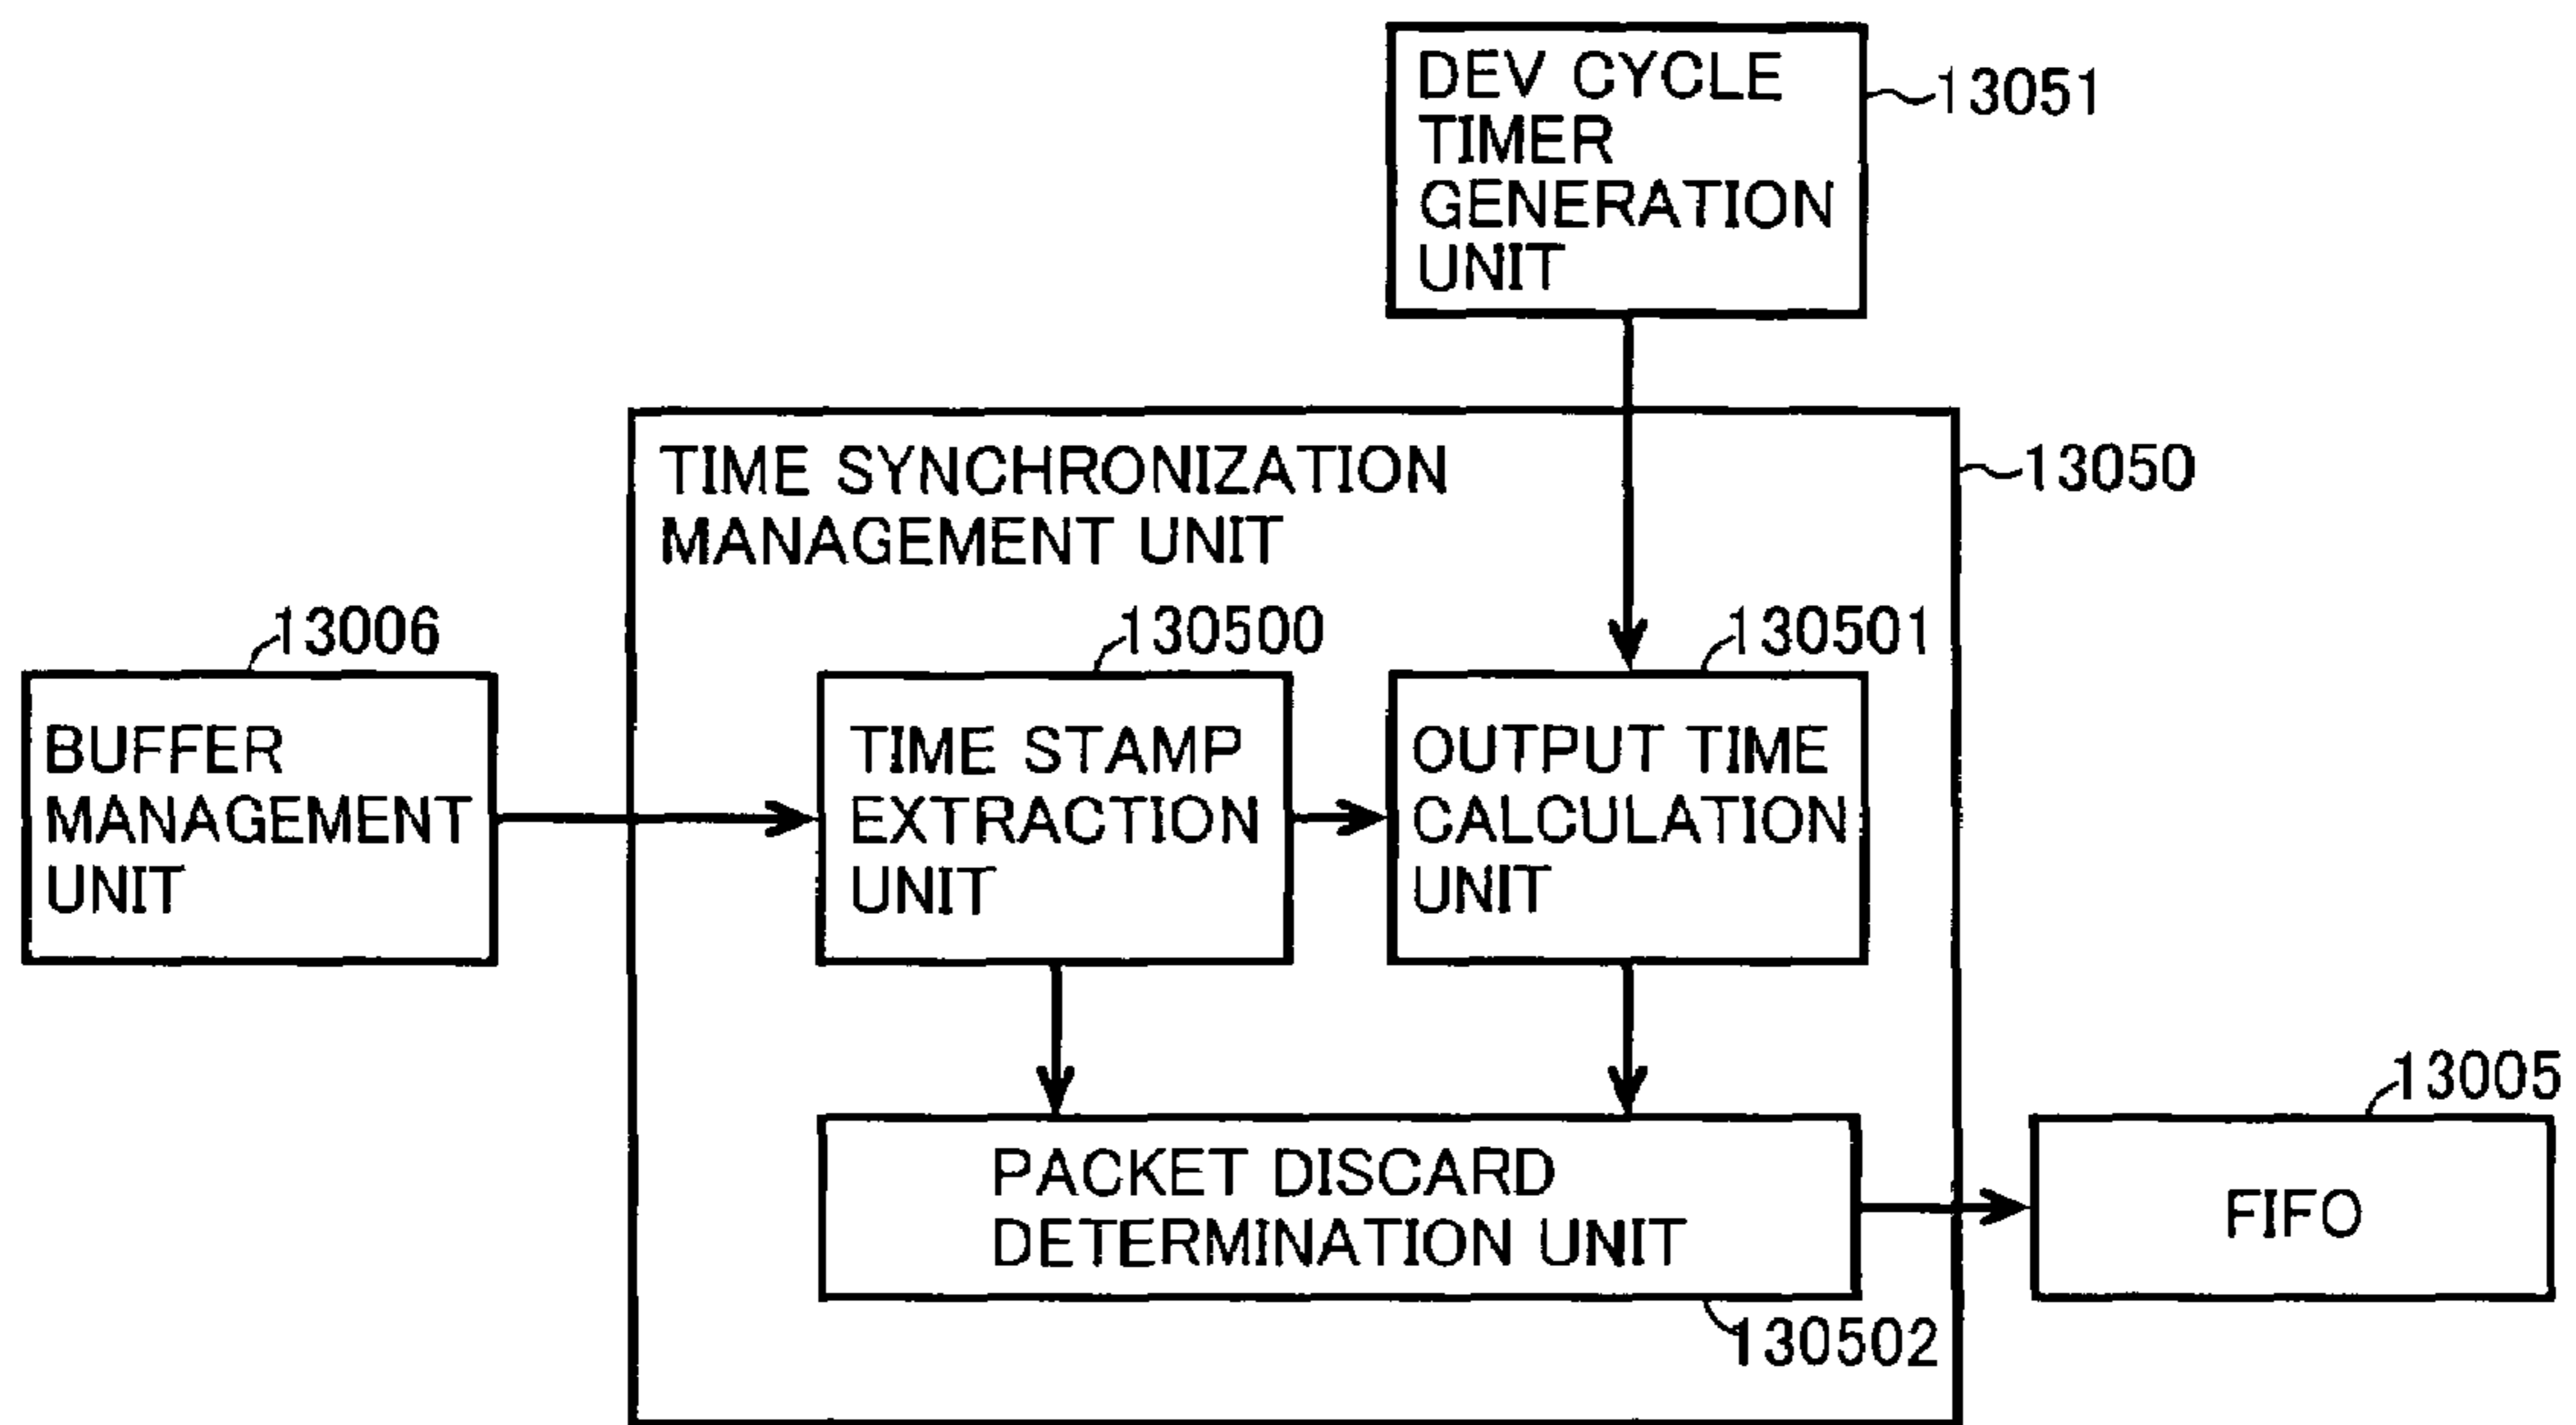 DEV CYCLE
TIMER
GENERATION
UNIT
13051
TIME SYNCHRONIZATION
MANAGEMENT UNIT
13050
13006
BUFFER
MANAGEMENT
UNIT
130500
TIME STAMP
EXTRACTION
UNIT
130501
OUTPUT TIME
CALCULATION
UNIT
PACKET DISCARD
DETERMINATION UNIT
130502
13005
FIFO